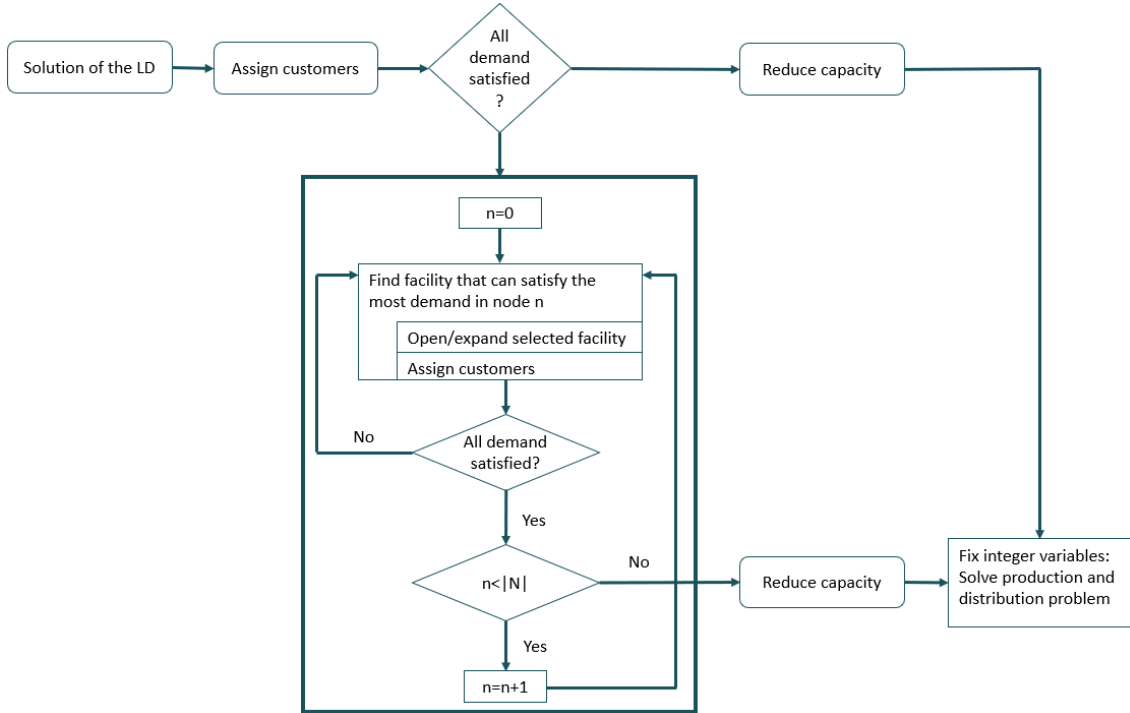 Solution of the LD
Assign customers
All
demand
satisfied
?
Reduce capacity
n=0
Find facility that can satisfy the
most demand in node n
Open/expand selected facility
Assign customers
No
All demand
satisfied?
Yes
n<|N|
No
Reduce capacity
Fix integer variables:
Solve production and
distribution problem
Yes
n=n+1